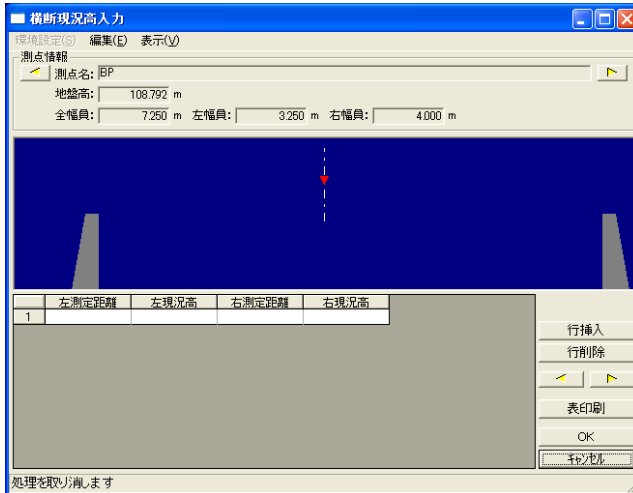 横断現況高入力
環境設定(S) 編集(E) 表示(V)
測点情報
測点名: BP
地盤高: 108.792 m
全幅員: 7.250 m 左幅員: 3.250 m 右幅員: 4.000 m
左測定距離 左現況高 右測定距離 右現況高
1
行挿入
行削除
表印刷
OK
キャンセル
処理を取り消します